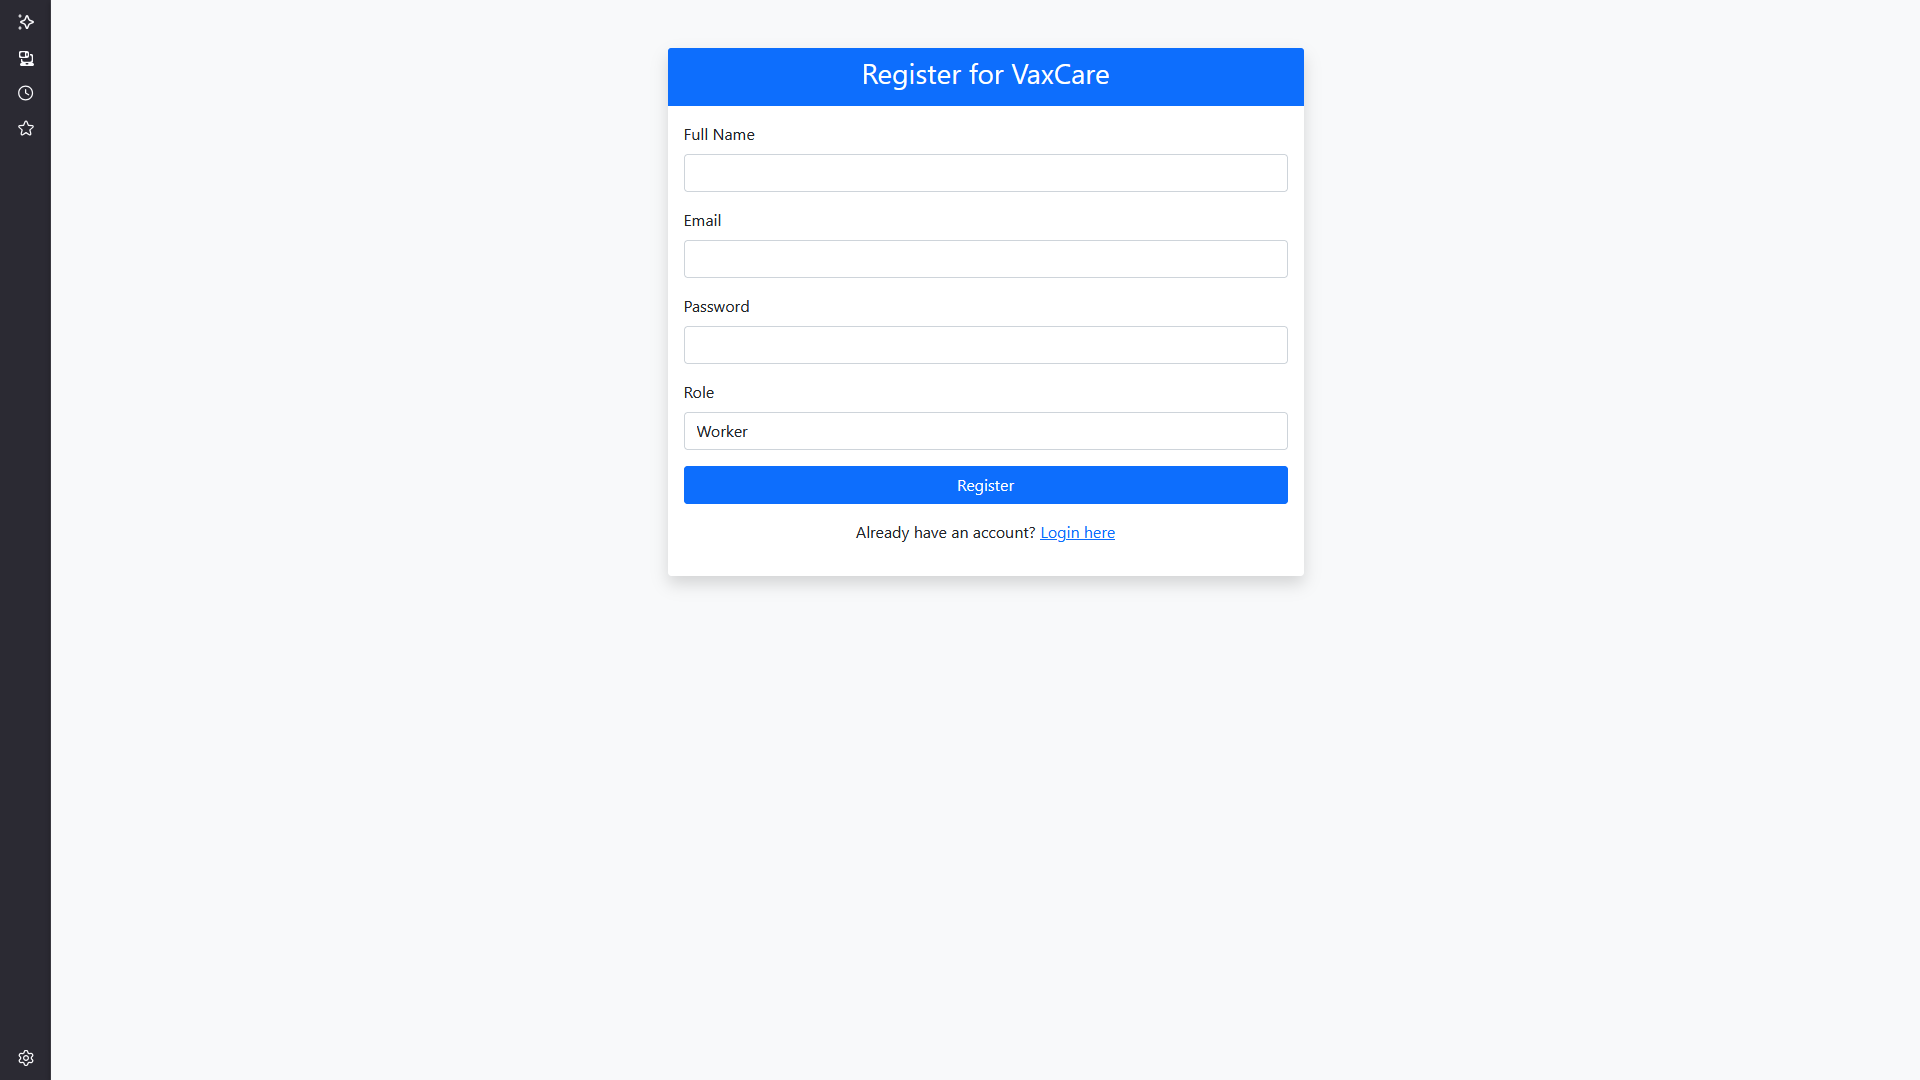 Register for VaxCare
Full Name
Email
Password
Role
Worker
Register
Already have an account? Login here